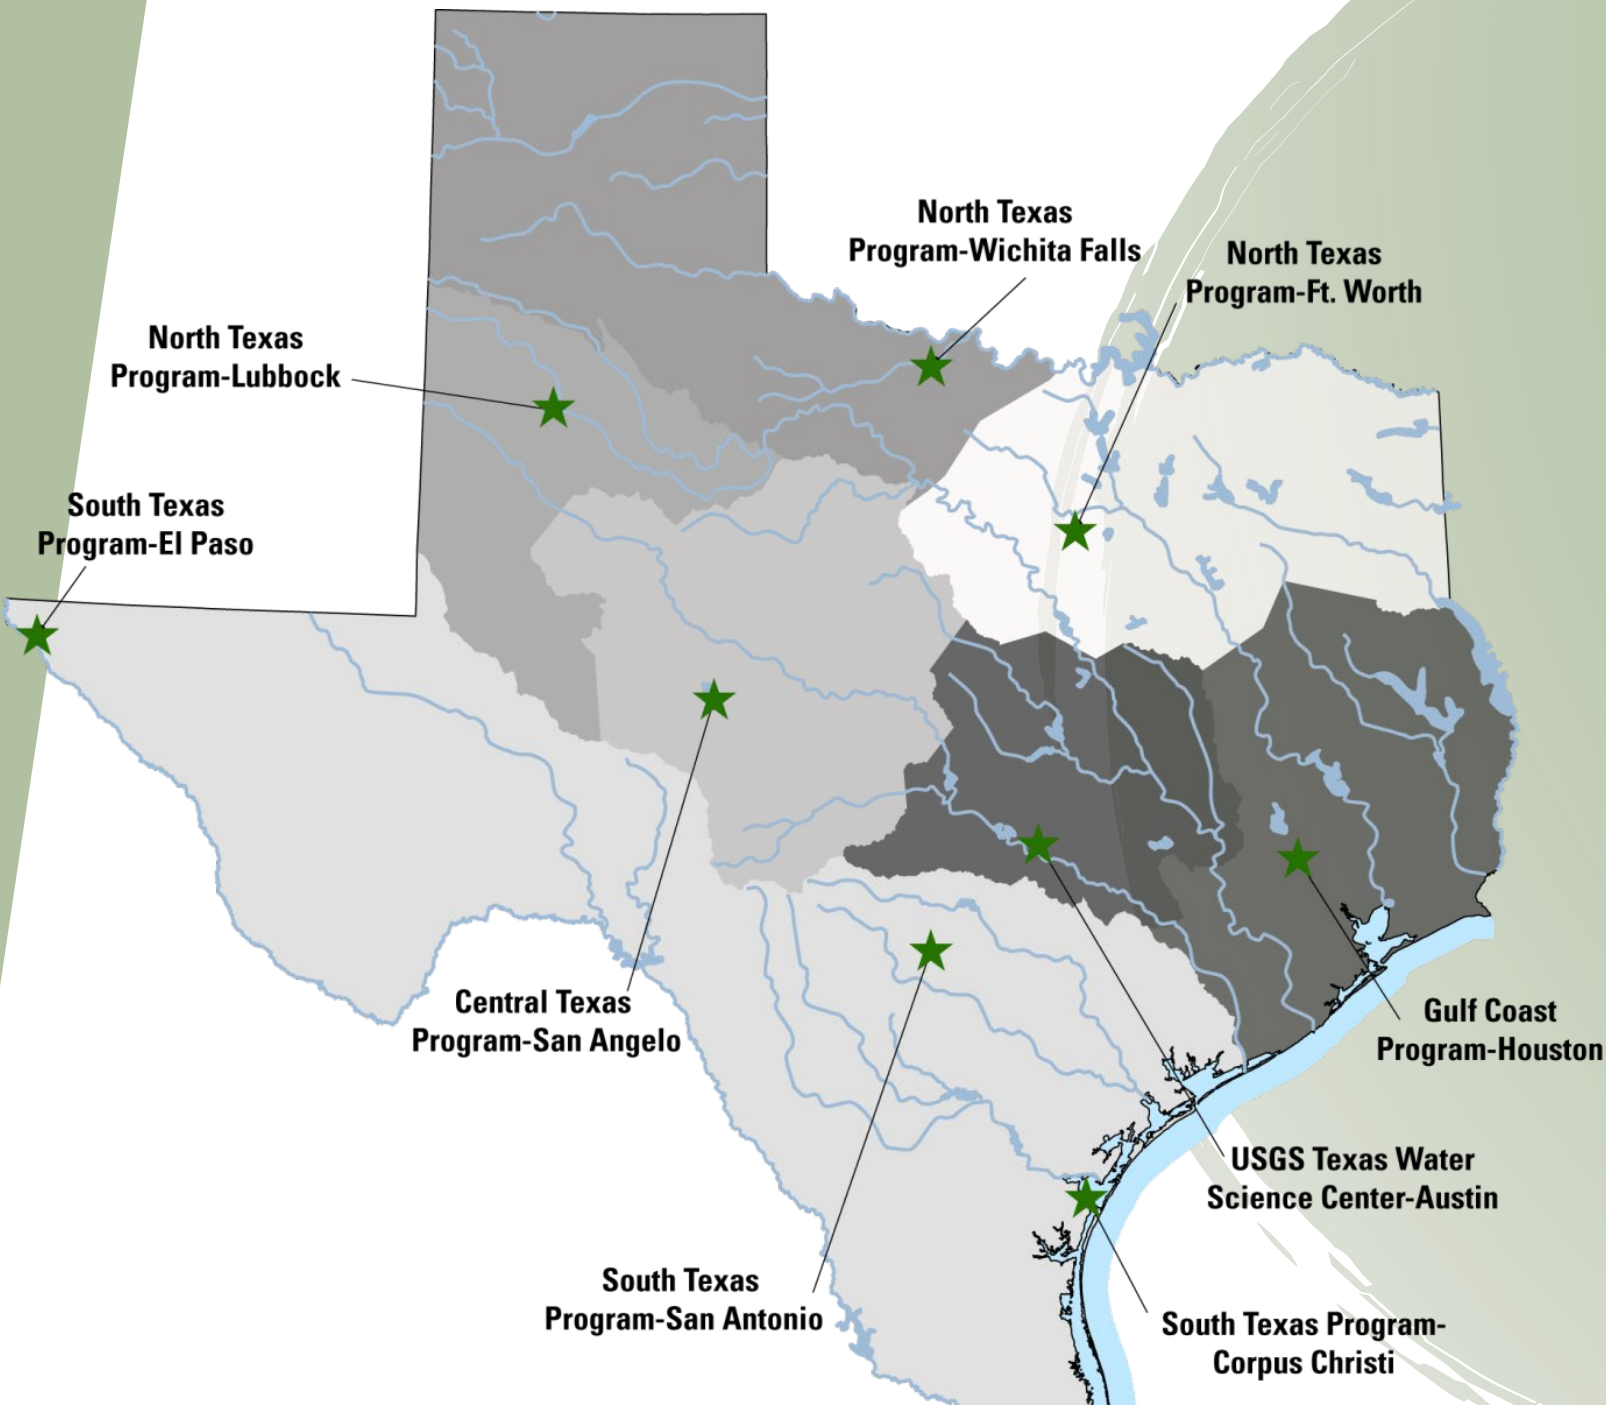 North Texas
Program-Wichita Falls
North Texas
Program-Ft. Worth
North Texas
Program-Lubbock
South Texas
Program-El Paso
Central Texas
Program-San Angelo
Gulf Coast
Program-Houston
USGS Texas Water
Science Center-Austin
South Texas
Program-San Antonio
South Texas Program-
Corpus Christi